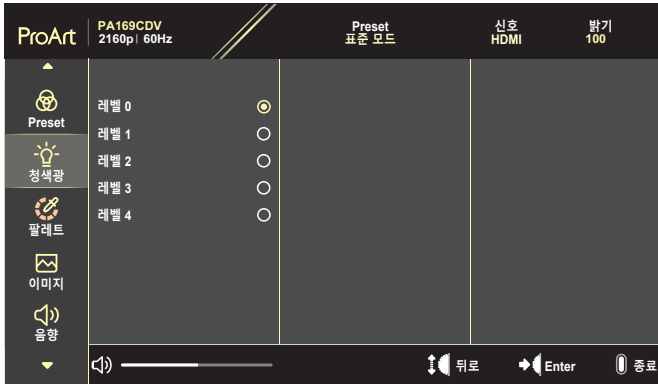 ProArt
PA169CDV
2160p | 60Hz
Preset
표준 모드
신호
HDMI
밝기
100
Preset
청색광
팔레트
이미지
음향
레벨 0
레벨 1
레벨 2
레벨 3
레벨 4
뒤로
Enter
종료